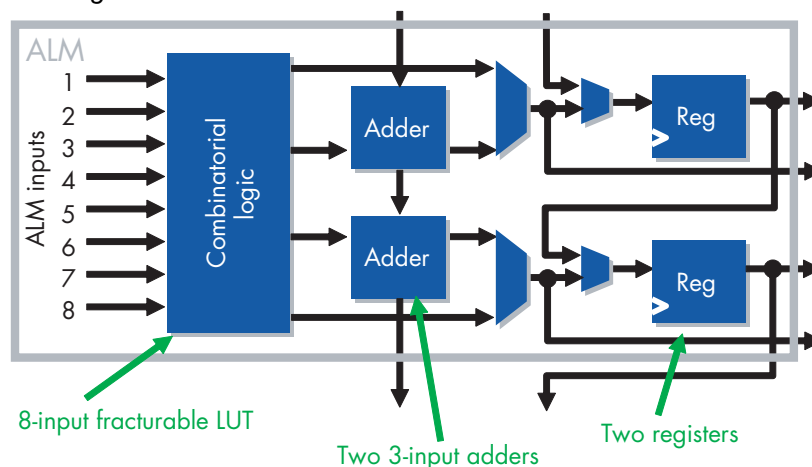 ALM
ALM inputs
1
2
3
4
5
6
7
8
Combinatorial
logic
Adder
Adder
Reg
Reg
8-input fracturable LUT
Two 3-input adders
Two registers